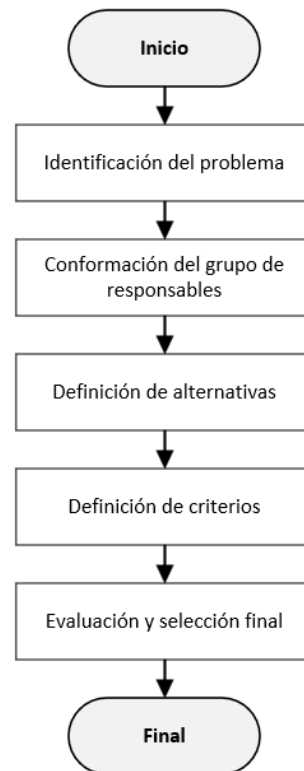 Inicio
Identificación del problema
Conformación del grupo de
responsables
Definición de alternativas
Definición de criterios
Evaluación y selección final
Final